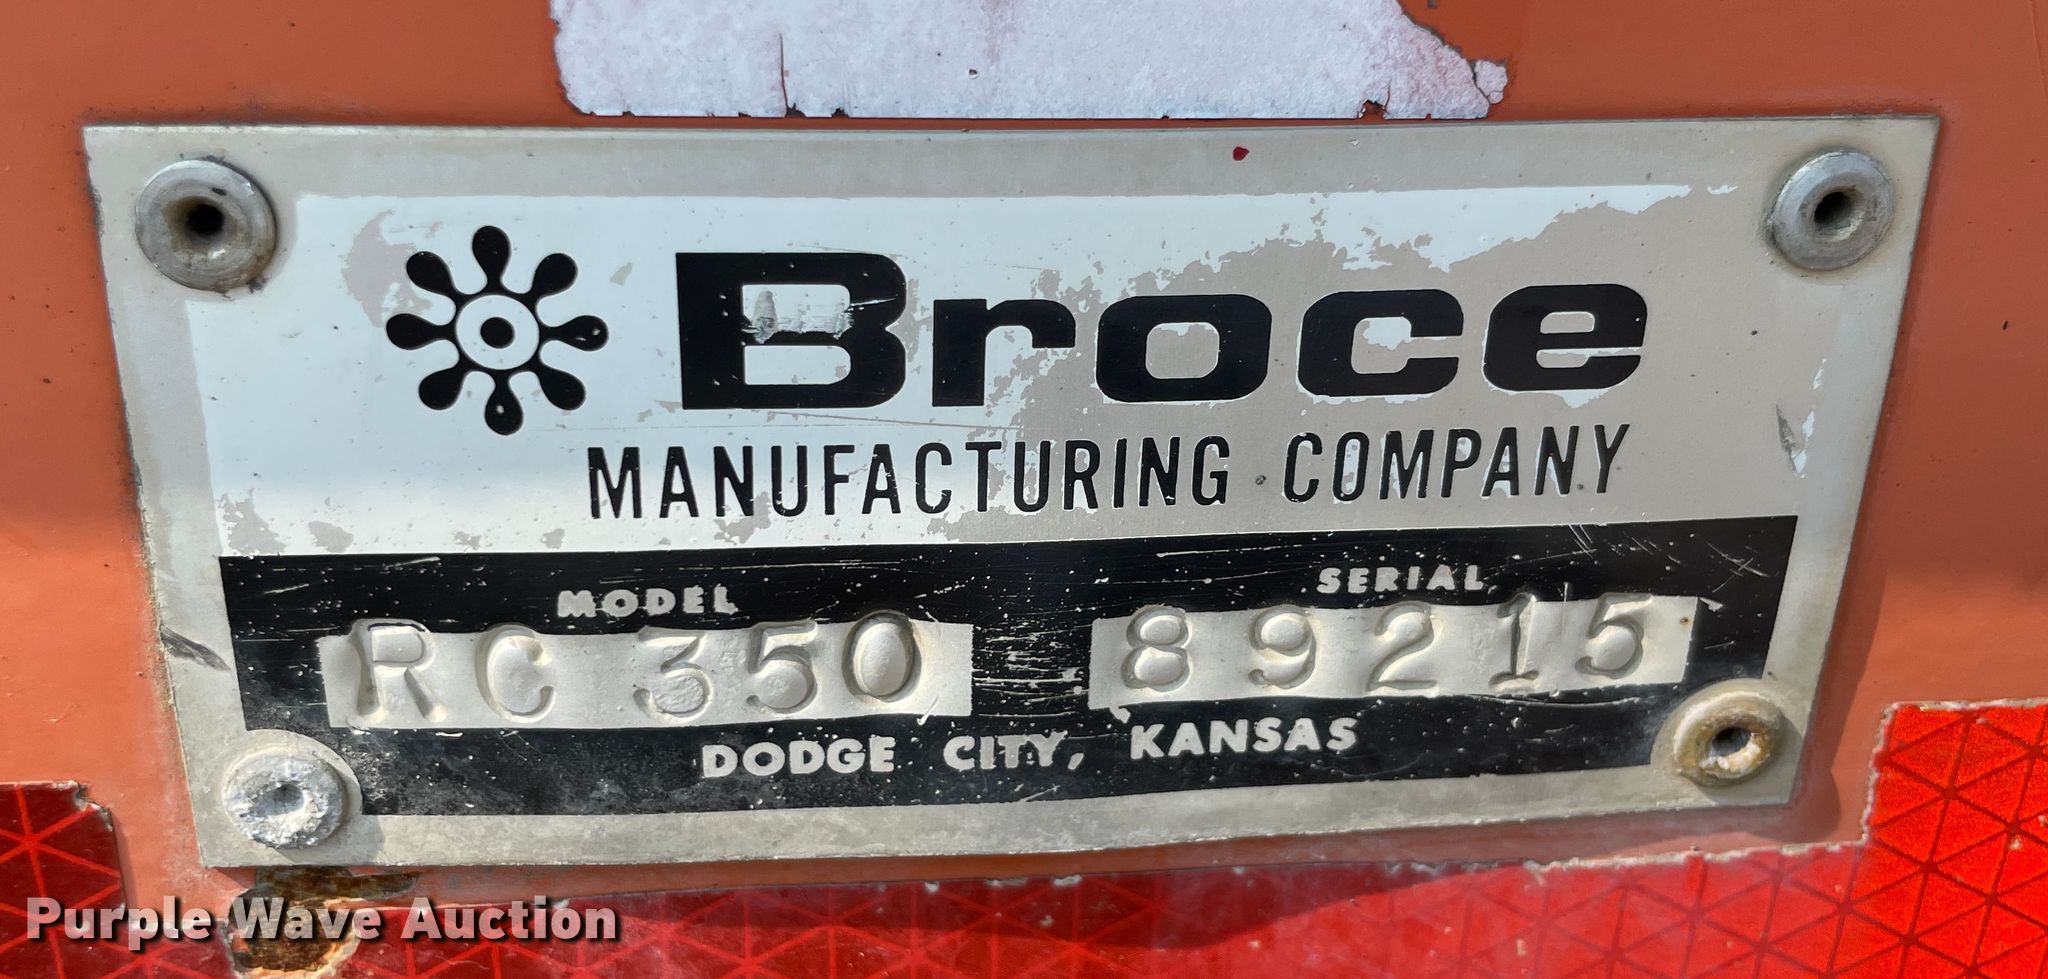 Broce
MANUFACTURING COMPANY
MODEL SERIAL
RC 350 89215
DODGE CITY, KANSAS
Purple Wave Auction